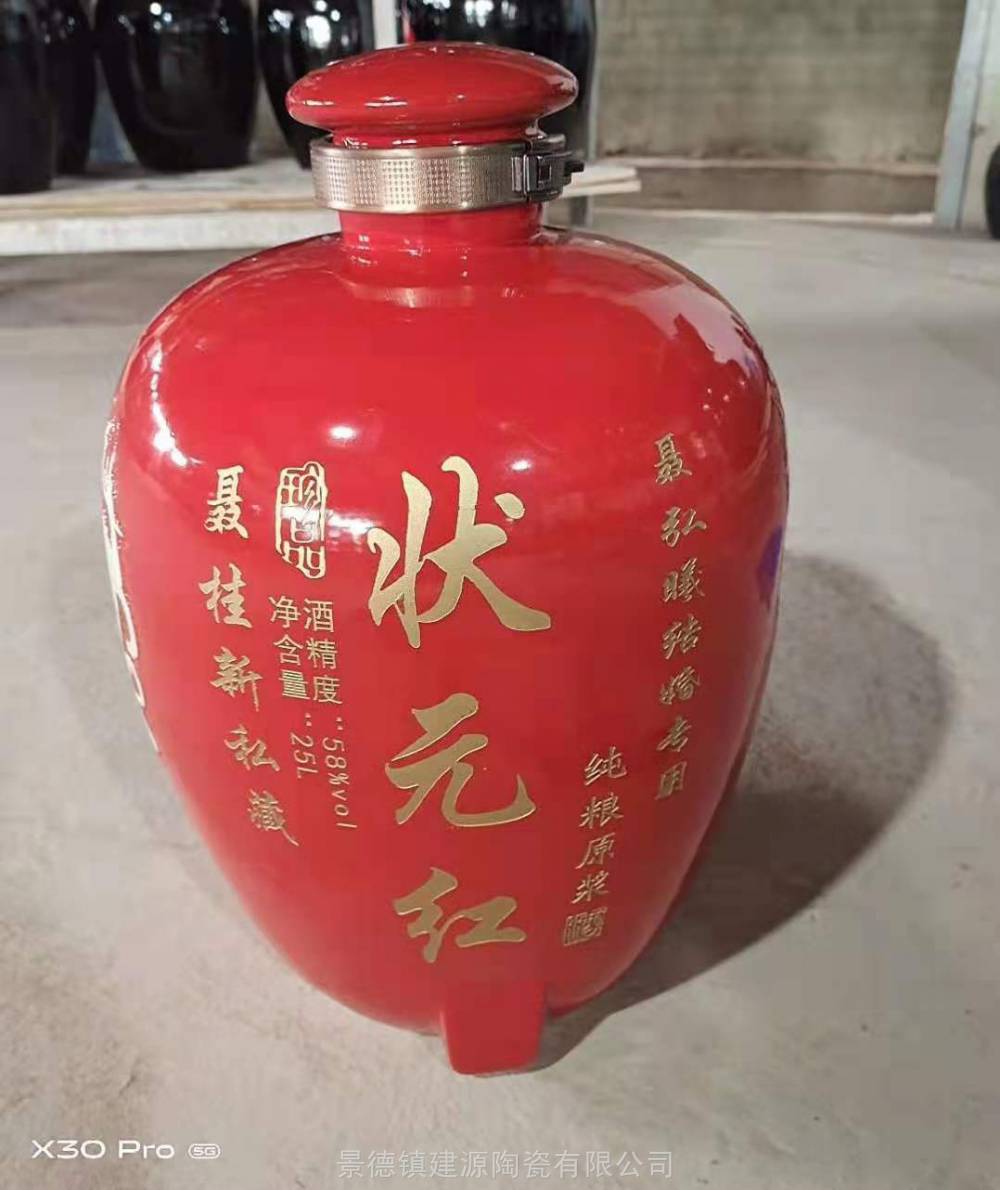 聂弘曦结婚专用
纯粮原浆
状元红
珍品
酒精度：58%vol
净含量：25L
聂桂新私藏
X30 Pro 5G
景德镇建源陶瓷有限公司